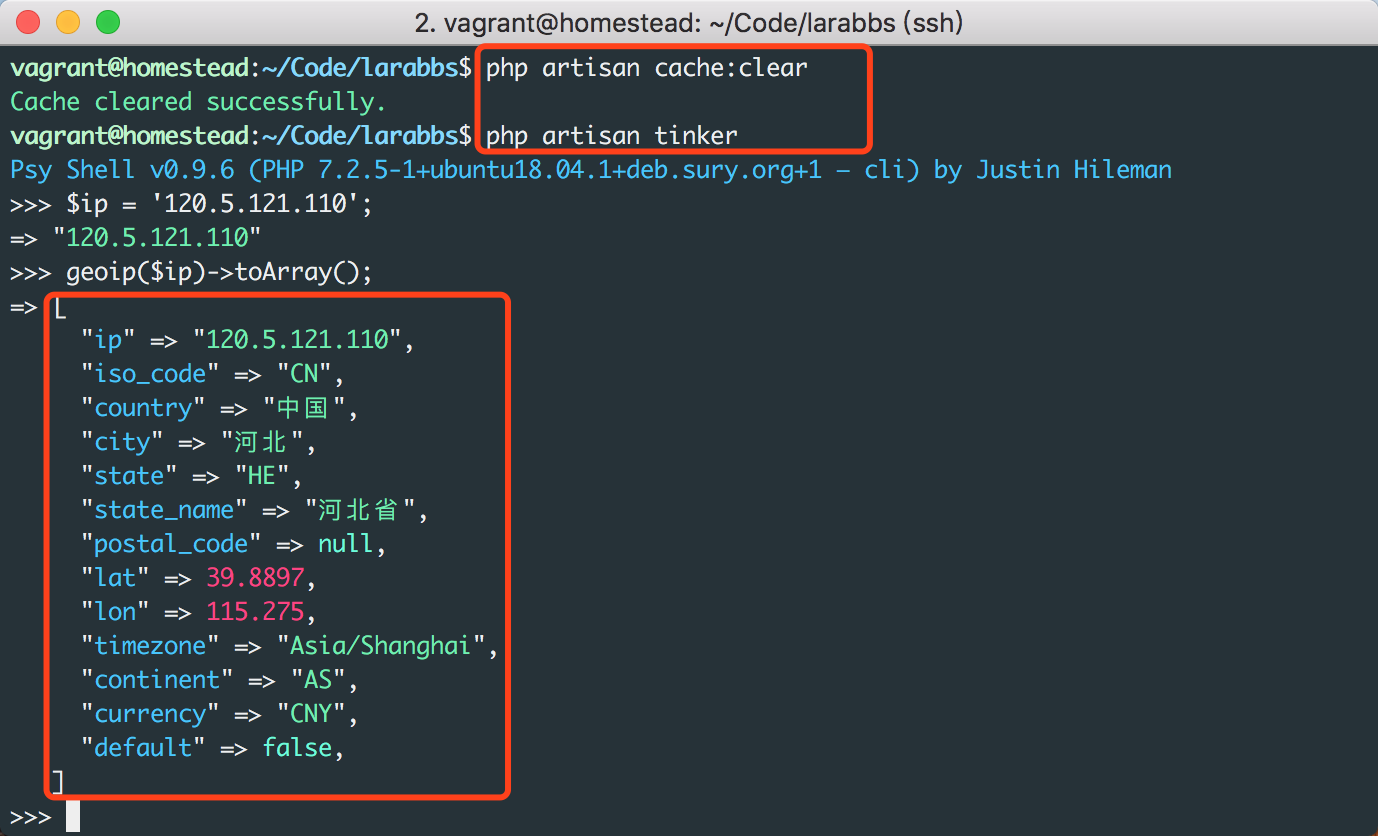 2. vagrant@homestead: ~/Code/larabbs (ssh)
vagrant@homestead:~/Code/larabbs$ php artisan cache:clear
Cache cleared successfully.
vagrant@homestead:~/Code/larabbs$ php artisan tinker
Psy Shell v0.9.6 (PHP 7.2.5-1+ubuntu18.04.1+deb.sury.org+1 — cli) by Justin Hileman
>>> $ip = '120.5.121.110';
=> "120.5.121.110"
>>> geoip($ip)->toArray();
=> [
"ip" => "120.5.121.110",
"iso_code" => "CN",
"country" => "中国",
"city" => "河北",
"state" => "HE",
"state_name" => "河北省",
"postal_code" => null,
"lat" => 39.8897,
"lon" => 115.275,
"timezone" => "Asia/Shanghai",
"continent" => "AS",
"currency" => "CNY",
"default" => false,
]
>>>